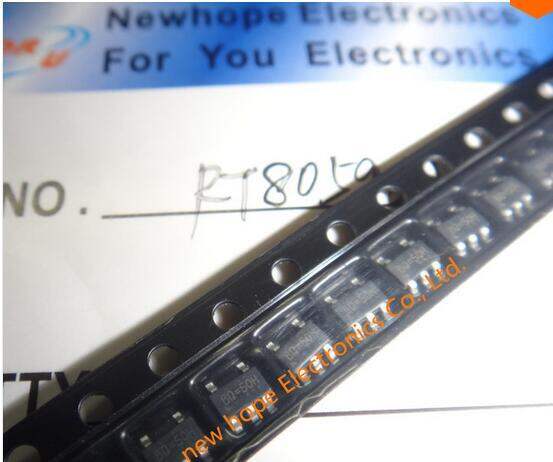 Newhope Electronics
For You Electronics
NO. RT8059
new hope Electronics Co., Ltd.